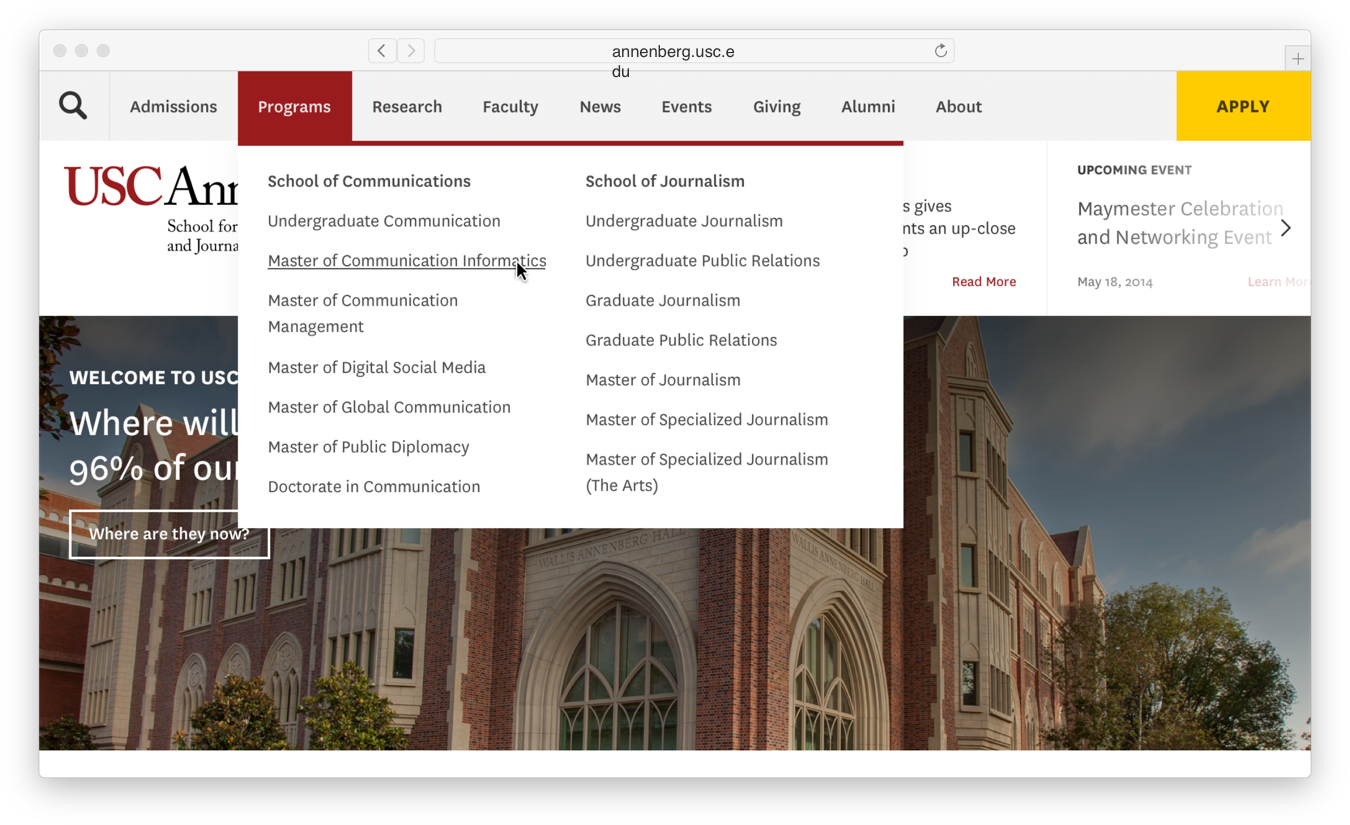 annenberg.usc.e
du
Admissions Programs Research Faculty News Events Giving Alumni About APPLY
USC Ann
School for
and Journa
School of Communications
Undergraduate Communication
Master of Communication Informatics
Master of Communication
Management
Master of Digital Social Media
Master of Global Communication
Master of Public Diplomacy
Doctorate in Communication
School of Journalism
Undergraduate Journalism
Undergraduate Public Relations
Graduate Journalism
Graduate Public Relations
Master of Journalism
Master of Specialized Journalism
Master of Specialized Journalism
(The Arts)
s gives
nts an up-close
Read More
UPCOMING EVENT
Maymester Celebration
and Networking Event
May 18, 2014
Learn Mor
WELCOME TO USC
Where will
96% of our
Where are they now?
WALLIS ANNENBERG HALL
WALLIS ANNENBERG HALL